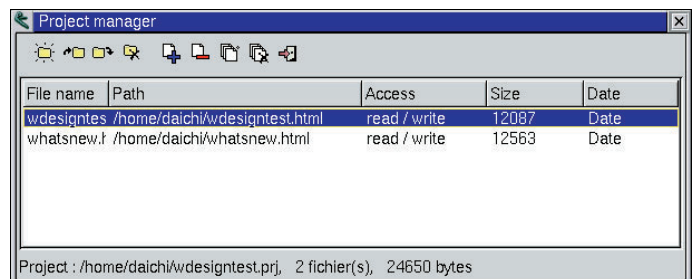 Project manager
File name Path Access Size Date
wdesigntes /home/daichi/wdesigntest.html read / write 12087 Date
whatsnew.h /home/daichi/whatsnew.html read / write 12563 Date
Project : /home/daichi/wdesigntest.prj, 2 fichier(s), 24650 bytes